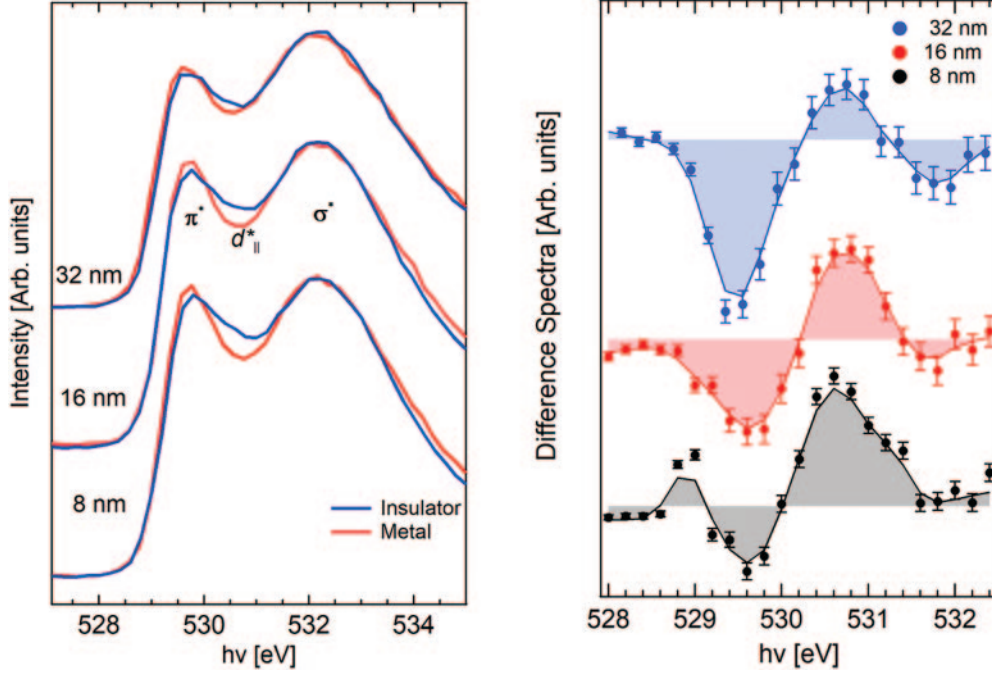 Intensity [Arb. units]
32 nm
16 nm
8 nm
π*
d*||
σ*
Insulator
Metal
528 530 532 534
hν [eV]
Difference Spectra [Arb. units]
32 nm
16 nm
8 nm
528 529 530 531 532
hν [eV]